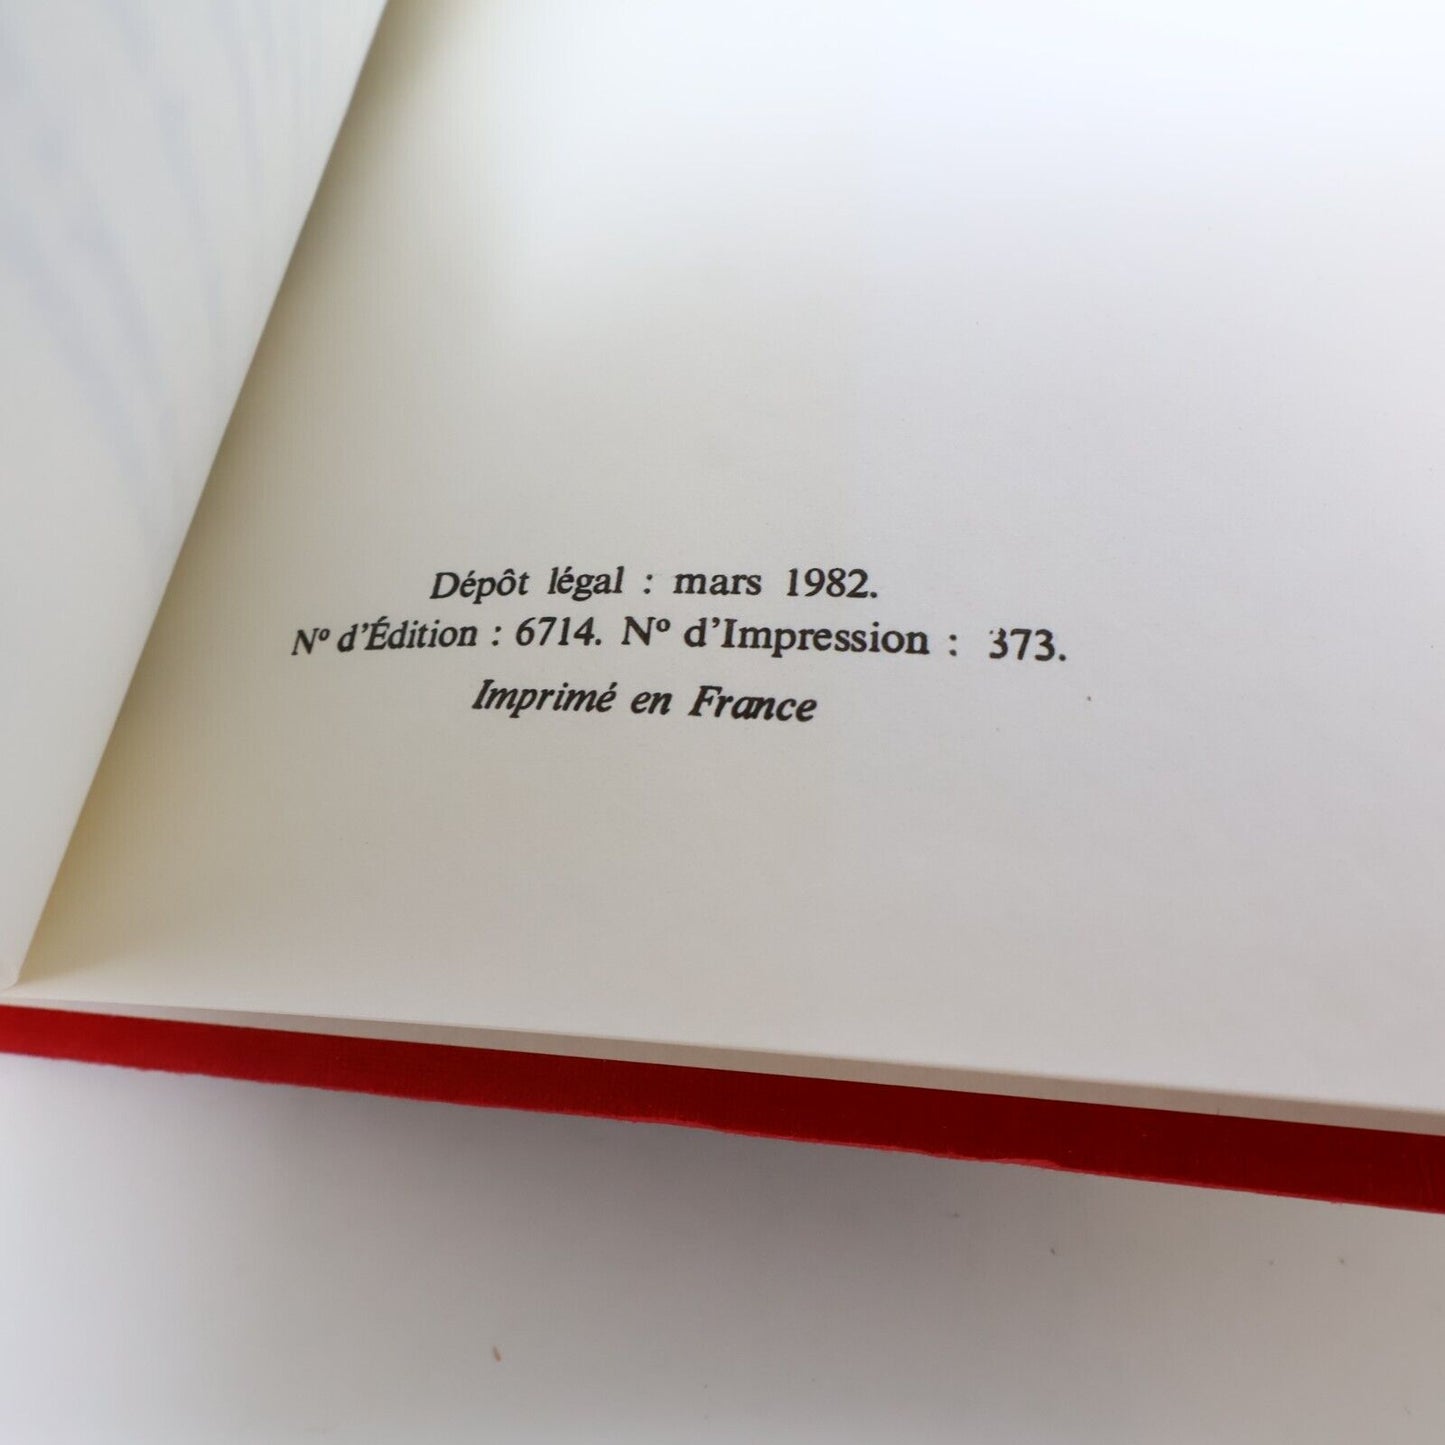 Dépôt légal : mars 1982.
Nº d'Édition : 6714. Nº d'Impression : 373.
Imprimé en France